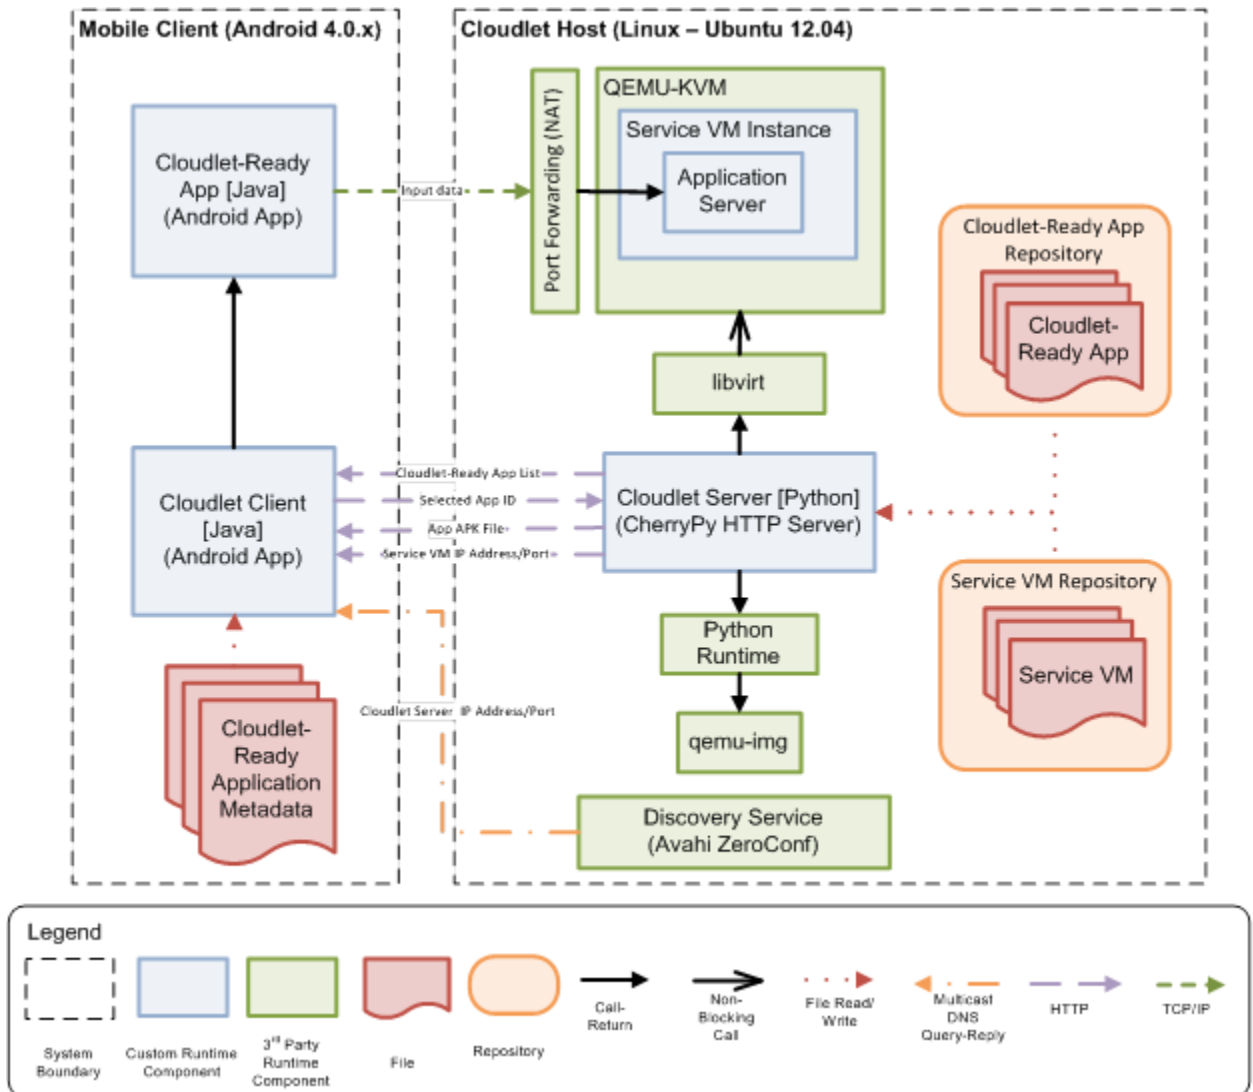 Mobile Client (Android 4.0.x)
Cloudlet Host (Linux – Ubuntu 12.04)
Cloudlet-Ready
App [Java]
(Android App)
Input data
Port Forwarding (NAT)
QEMU-KVM
Service VM Instance
Application
Server
Cloudlet-Ready App
Repository
Cloudlet-
Ready App
libvirt
Cloudlet Client
[Java]
(Android App)
Cloudlet-Ready App List
Selected App ID
App APK File
Service VM IP Address/Port
Cloudlet Server [Python]
(CherryPy HTTP Server)
Service VM Repository
Service VM
Python
Runtime
qemu-img
Cloudlet Server IP Address/Port
Cloudlet-
Ready
Application
Metadata
Discovery Service
(Avahi ZeroConf)
Legend
System
Boundary
Custom Runtime
Component
3rd Party
Runtime
Component
File
Repository
Call-
Return
Non-
Blocking
Call
File Read/
Write
Multicast
DNS
Query-Reply
HTTP
TCP/IP